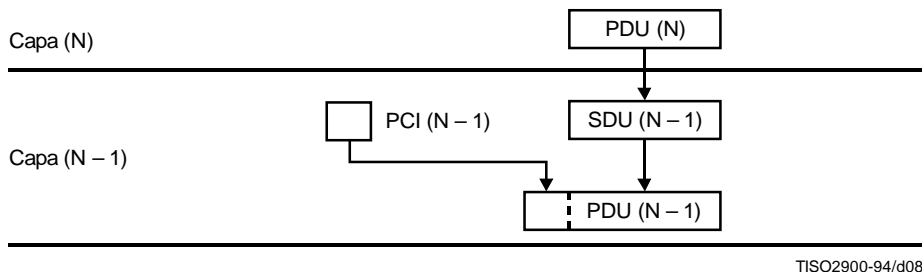 PDU (N)
Capa (N)
PCI (N – 1)
SDU (N – 1)
Capa (N – 1)
PDU (N – 1)
TISO2900-94/d08